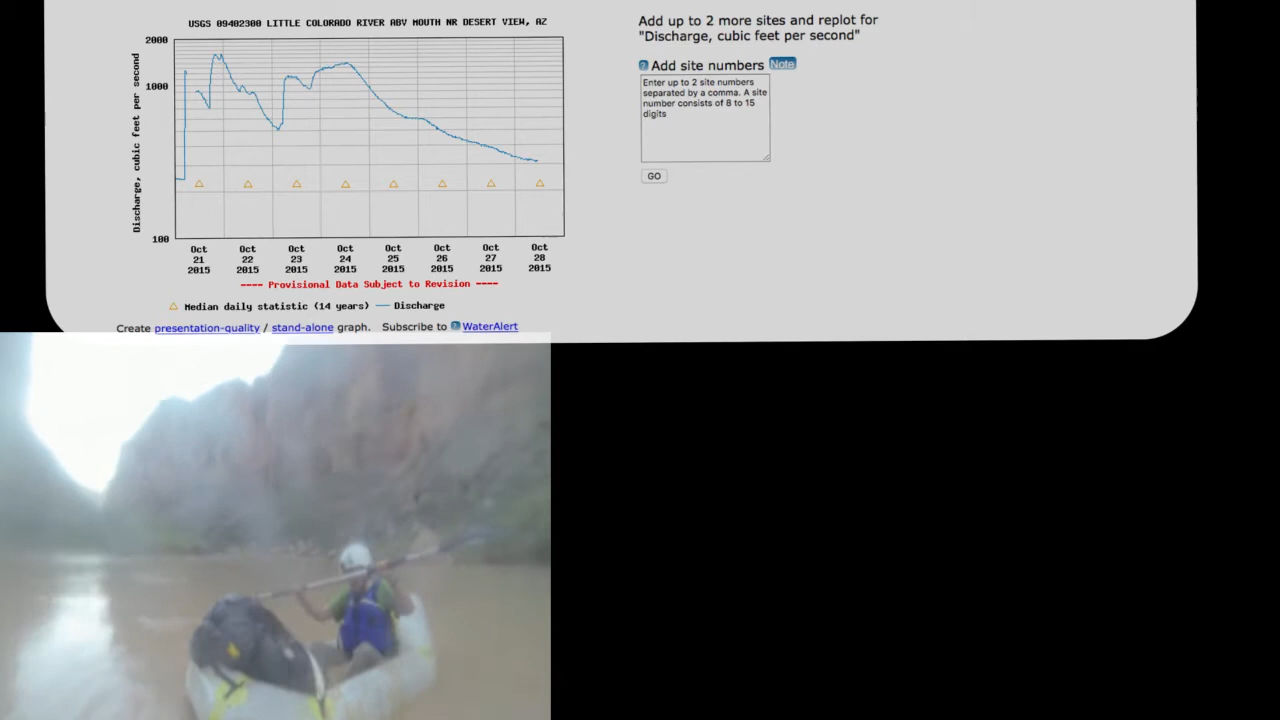 USGS 09402300 LITTLE COLORADO RIVER ABV MOUTH NR DESERT VIEW, AZ
2000
1000
100
Discharge, cubic feet per second
Oct Oct Oct Oct Oct Oct Oct Oct
21 22 23 24 25 26 27 28
2015 2015 2015 2015 2015 2015 2015 2015
---- Provisional Data Subject to Revision ----
Median daily statistic (14 years) Discharge
Create presentation-quality / stand-alone graph. Subscribe to ? WaterAlert
Add up to 2 more sites and replot for
"Discharge, cubic feet per second"
? Add site numbers Note
Enter up to 2 site numbers
separated by a comma. A site
number consists of 8 to 15
digits
GO